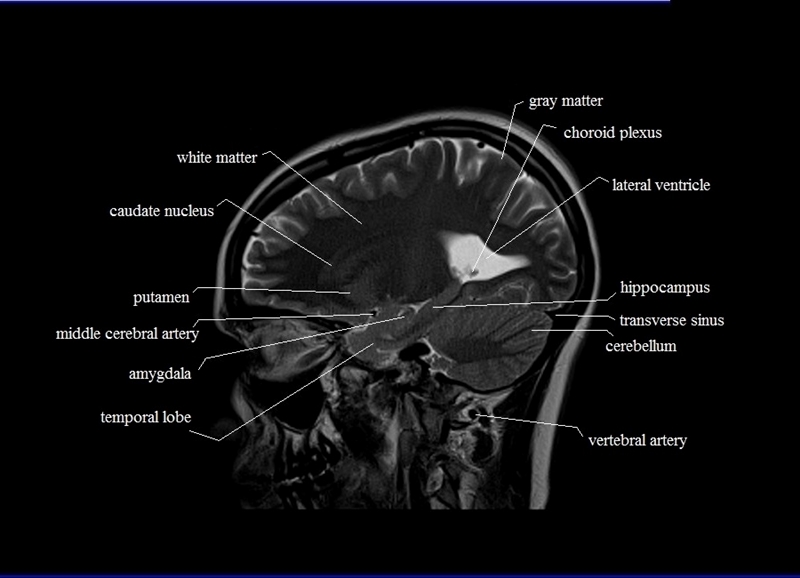 gray matter
choroid plexus
white matter
lateral ventricle
caudate nucleus
hippocampus
putamen
transverse sinus
middle cerebral artery
cerebellum
amygdala
temporal lobe
vertebral artery